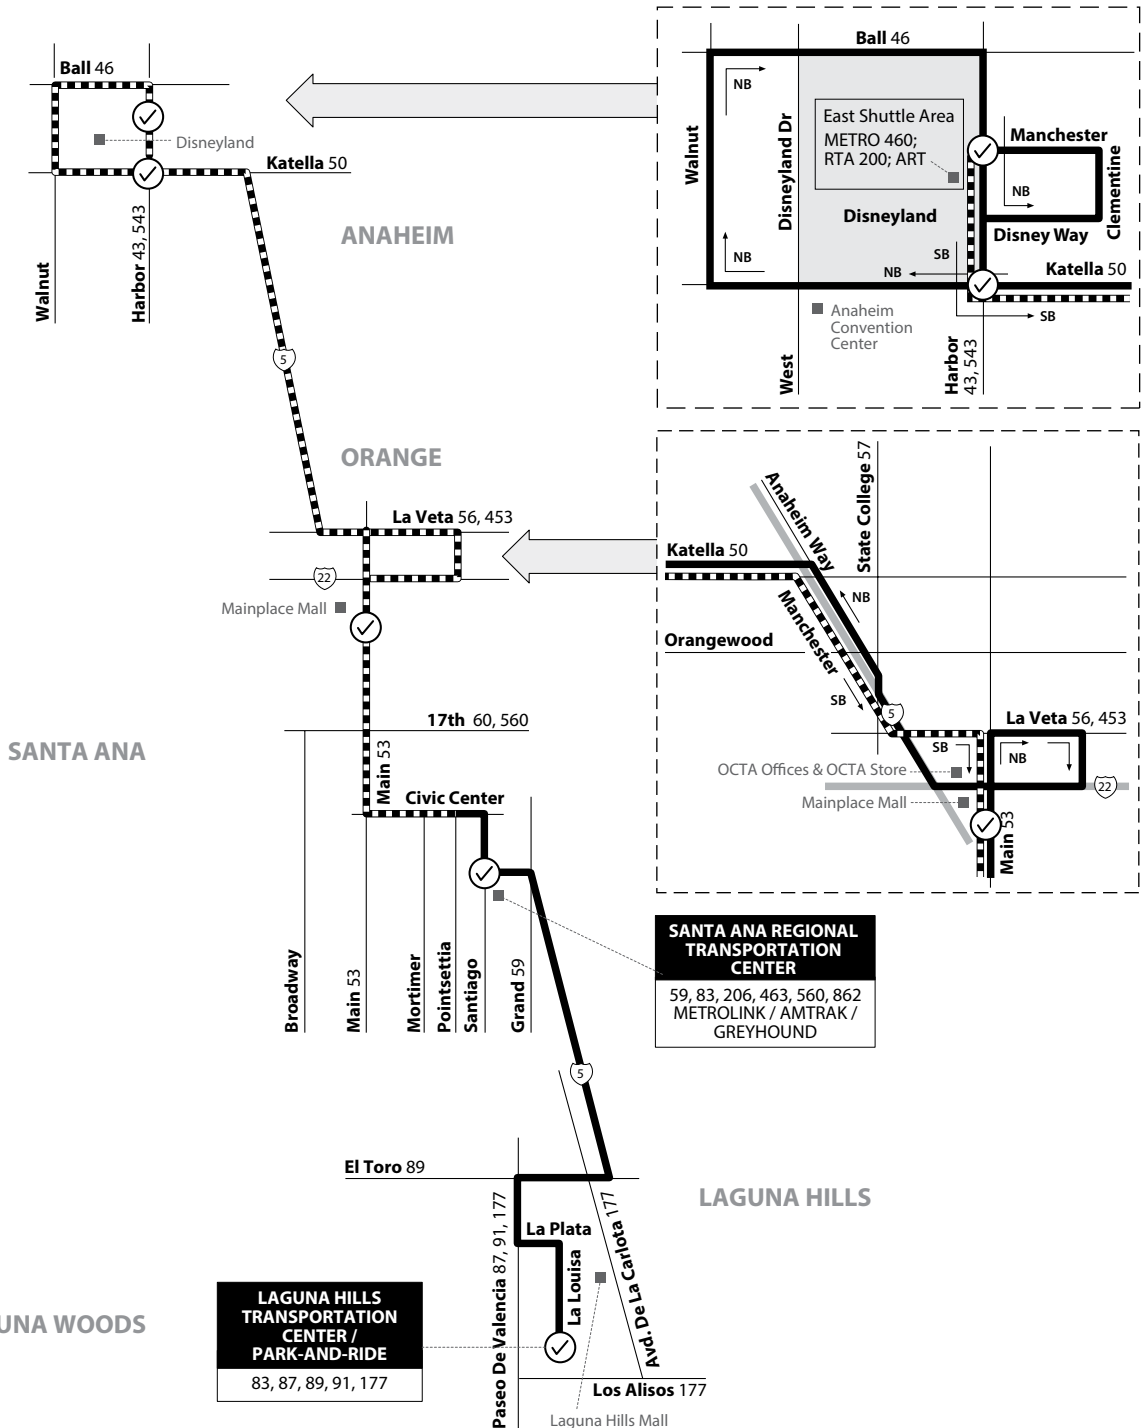 Ball 46
Disneyland
Katella 50
Walnut
Harbor 43, 543
ANAHEIM
5
ORANGE
La Veta 56, 453
22
Mainplace Mall
17th 60, 560
SANTA ANA
Main 53
Civic Center
Broadway
Main 53
Mortimer
Pointsettia
Santiago
Grand 59
SANTA ANA REGIONAL
TRANSPORTATION
CENTER
59, 83, 206, 463, 560, 862
METROLINK / AMTRAK /
GREYHOUND
5
El Toro 89
LAGUNA HILLS
Paseo De Valencia 87, 91, 177
La Plata
La Louisa
Avd. De La Carlota 177
UNA WOODS
LAGUNA HILLS
TRANSPORTATION
CENTER /
PARK-AND-RIDE
83, 87, 89, 91, 177
Los Alisos 177
Laguna Hills Mall
Ball 46
NB
Walnut
Disneyland Dr
East Shuttle Area
METRO 460;
RTA 200; ART
Manchester
Clementine
NB
Disneyland
Disney Way
NB
SB
NB
Katella 50
SB
Anaheim
Convention
Center
West
Harbor
43, 543
State College 57
Anaheim Way
Katella 50
NB
Manchester
Orangewood
SB
5
La Veta 56, 453
SB
NB
OCTA Offices & OCTA Store
22
Mainplace Mall
Main 53